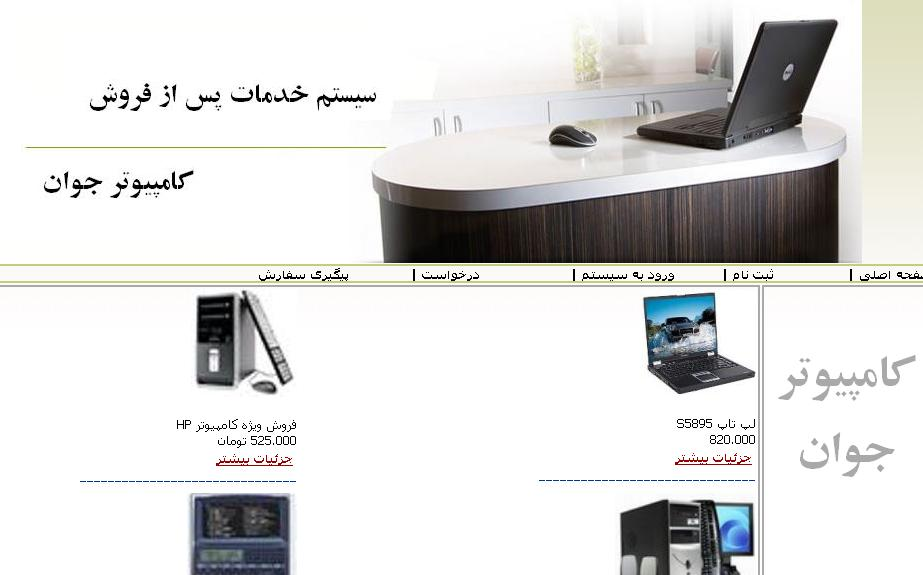 سیستم خدمات پس از فروش
کامپیوتر جوان
صفحه اصلی | ثبت نام | ورود به سیستم | درخواست | پیگیری سفارش
کامپیوتر
جوان
لپ تاپ S5895
820.000
جزئیات بیشتر
فروش ویژه کامپیوتر HP
525.000 تومان
جزئیات بیشتر